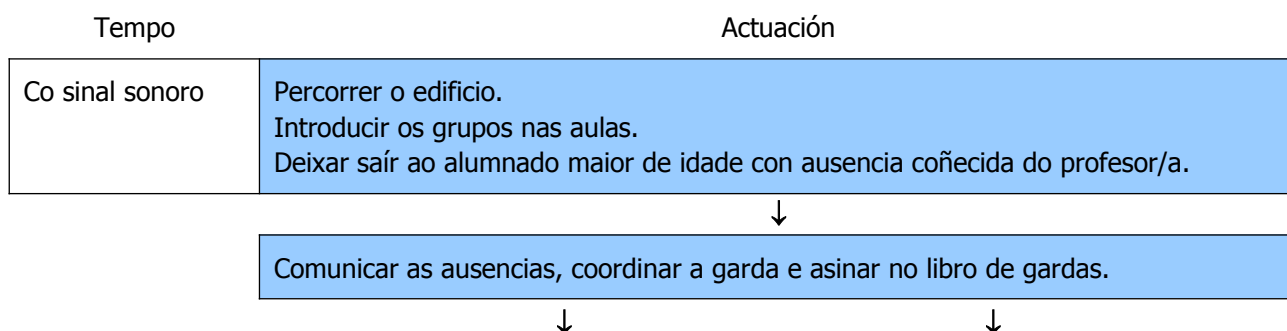 Tempo
Actuación
Co sinal sonoro
Percorrer o edificio.
Introducir os grupos nas aulas.
Deixar saír ao alumnado maior de idade con ausencia coñecida do profesor/a.
↓
Comunicar as ausencias, coordinar a garda e asinar no libro de gardas.
↓ ↓